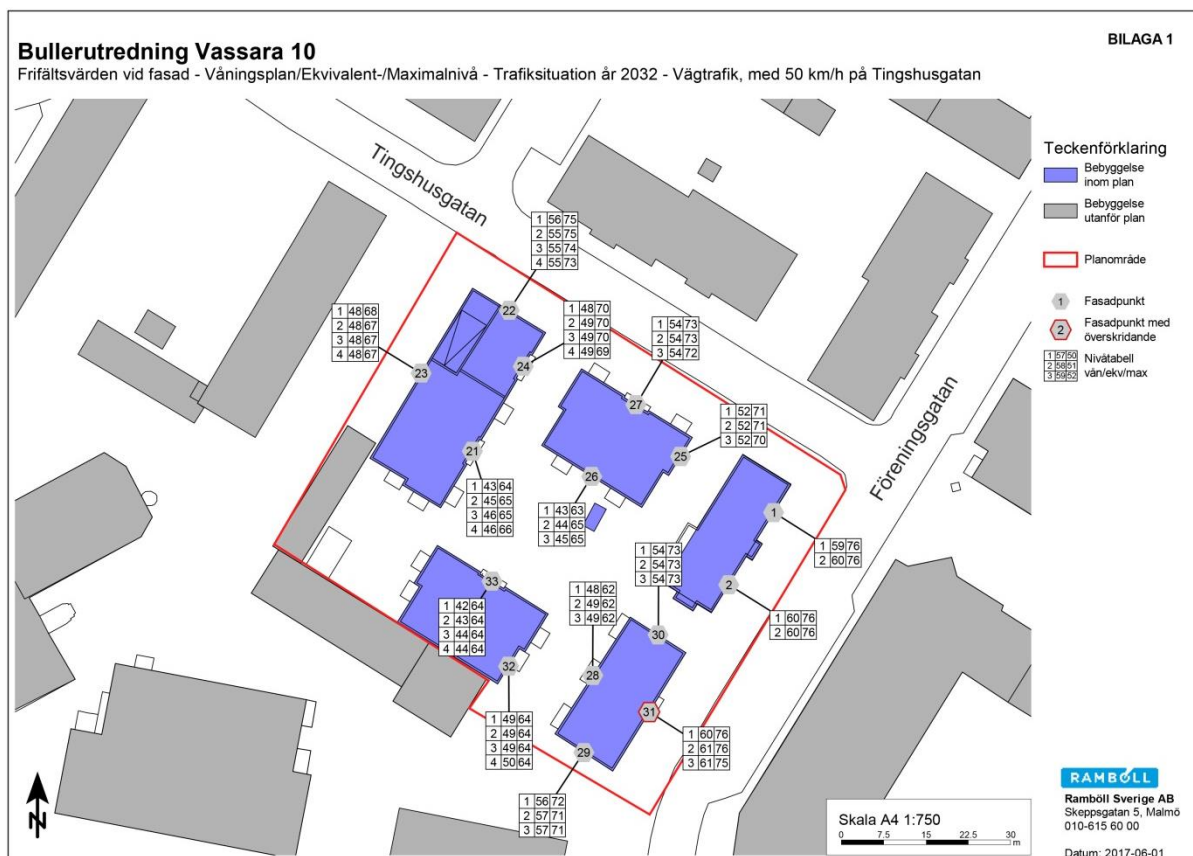 BILAGA 1
Bullerutredning Vassara 10
Frifältsvärden vid fasad - Våningsplan/Ekvivalent-/Maximalnivå - Trafiksituation år 2032 - Vägtrafik, med 50 km/h på Tingshusgatan
Teckenförklaring
Bebyggelse
inom plan
Bebyggelse
utanför plan
Planområde
1 Fasadpunkt
2 Fasadpunkt med
överskridande
1 57 50
2 58 51
3 59 52
Nivåtabell
vån/ekv/max
Tingshusgatan
Föreningsgatan
22
1 56 75
2 55 75
3 55 74
4 55 73
23
1 48 68
2 48 67
3 48 67
4 48 67
24
1 48 70
2 49 70
3 49 70
4 49 69
27
1 54 73
2 54 73
3 54 72
25
1 52 71
2 52 71
3 52 70
21
1 43 64
2 45 65
3 46 65
4 46 66
26
1 43 63
2 44 65
3 45 65
1
1 59 76
2 60 76
2
1 60 76
2 60 76
30
1 54 73
2 54 73
3 54 73
33
1 42 64
2 43 64
3 44 64
4 44 64
28
1 48 62
2 49 62
3 49 62
32
1 49 64
2 49 64
3 49 64
4 50 64
31
1 60 76
2 61 76
3 61 75
29
1 56 72
2 57 71
3 57 71
N
Skala A4 1:750
0 7.5 15 22.5 30
m
RAMBOLL
Ramböll Sverige AB
Skeppsgatan 5, Malmö
010-615 60 00
Datum: 2017-06-01